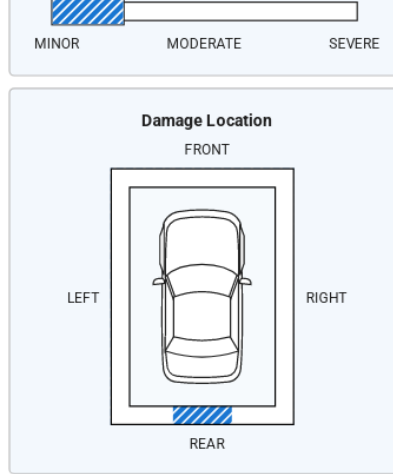 MINOR MODERATE SEVERE
Damage Location
FRONT
LEFT RIGHT
REAR